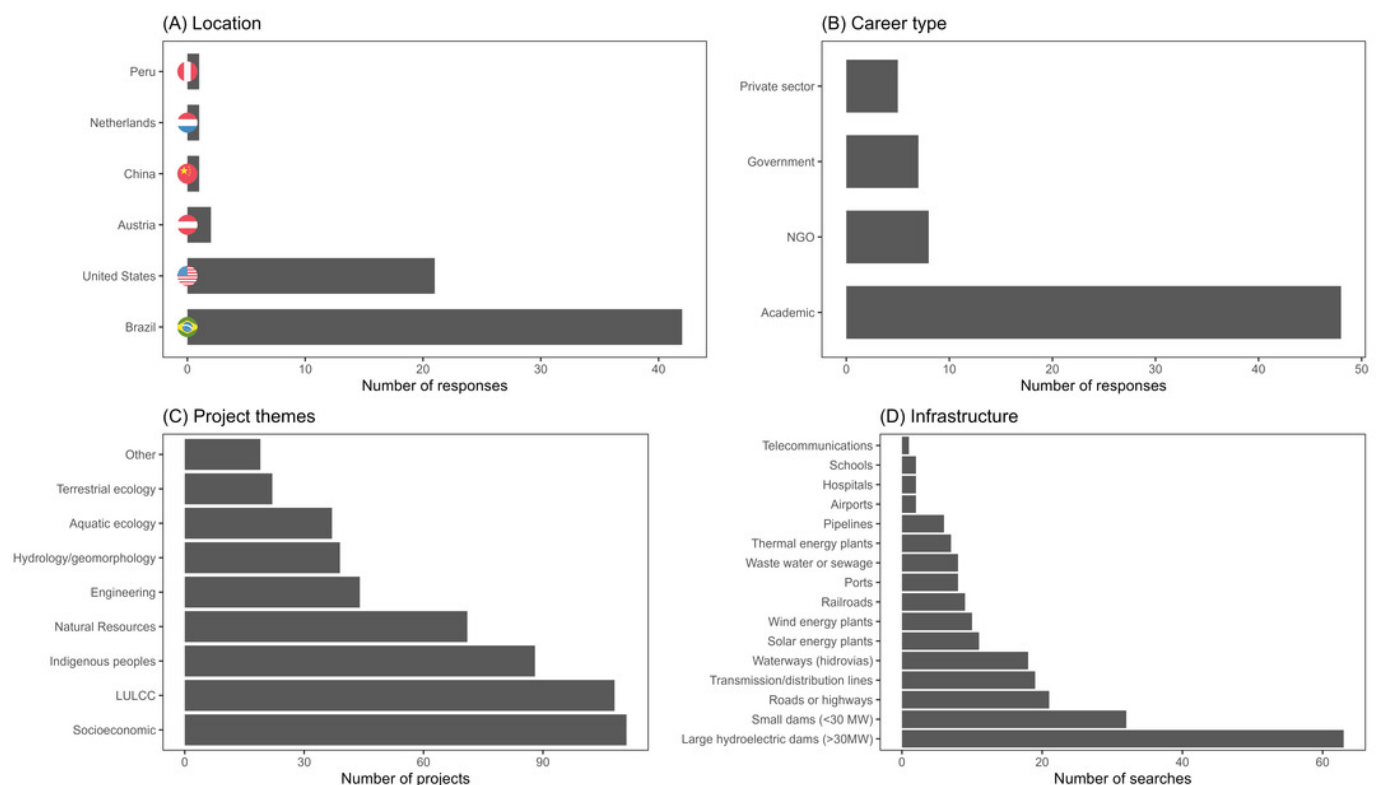 (A) Location
Peru
Netherlands
China
Austria
United States
Brazil
0 10 20 30 40
Number of responses
(B) Career type
Private sector
Government
NGO
Academic
0 10 20 30 40 50
Number of responses
(C) Project themes
Other
Terrestrial ecology
Aquatic ecology
Hydrology/geomorphology
Engineering
Natural Resources
Indigenous peoples
LULCC
Socioeconomic
0 30 60 90
Number of projects
(D) Infrastructure
Telecommunications
Schools
Hospitals
Airports
Pipelines
Thermal energy plants
Waste water or sewage
Ports
Railroads
Wind energy plants
Solar energy plants
Waterways (hidrovias)
Transmission/distribution lines
Roads or highways
Small dams (<30 MW)
Large hydroelectric dams (>30MW)
0 20 40 60
Number of searches